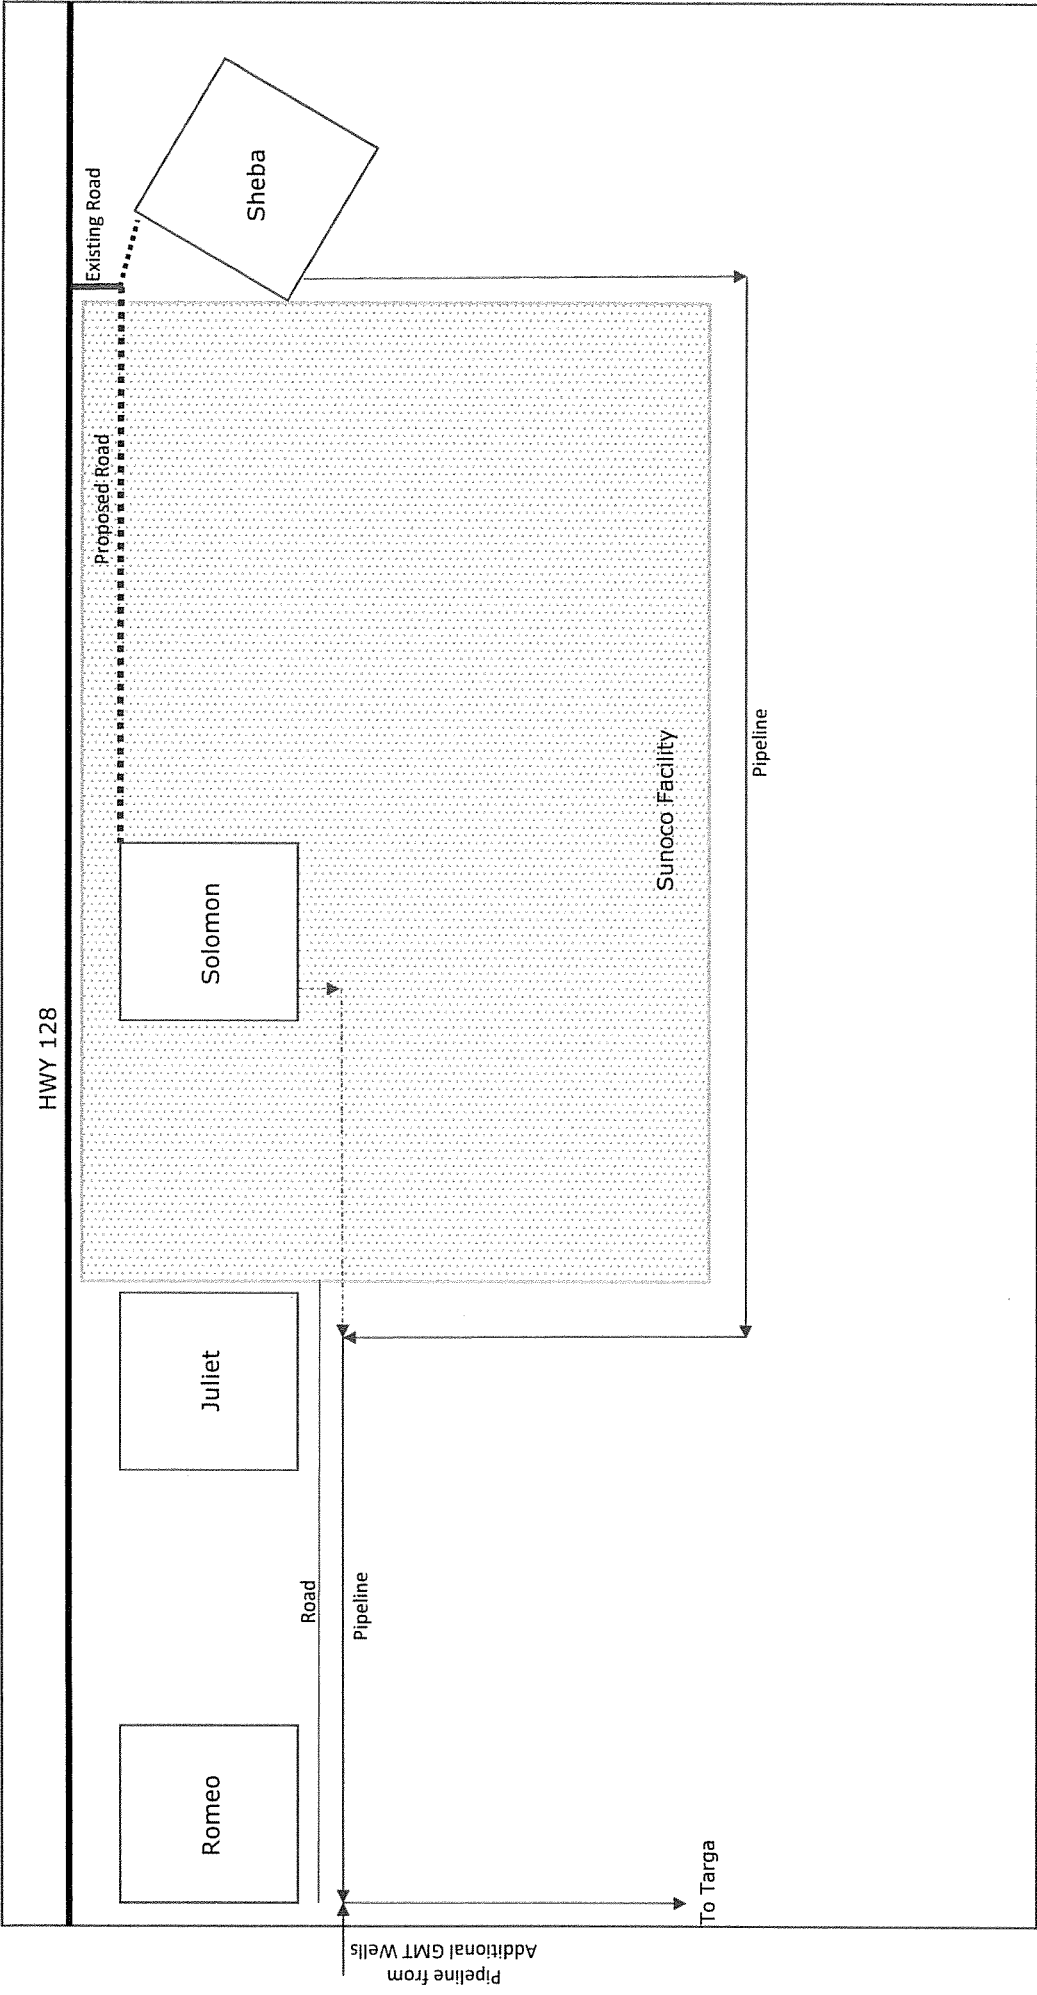 HWY 128
Existing Road
Proposed Road
Sheba
Solomon
Juliet
Romeo
Road
Pipeline
Sunoco Facility
Pipeline
To Targa
Pipeline from
Additional GMT Wells